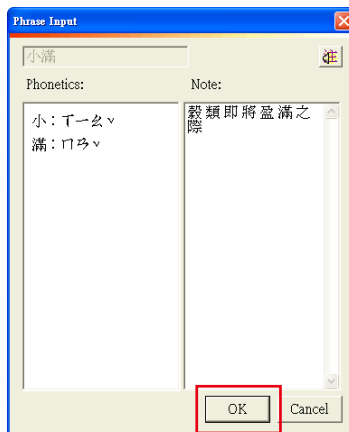 Phrase Input
小滿
注
Phonetics:
Note:
小：ㄒㄧㄠˇ
滿：ㄇㄢˇ
穀類即將盈滿之
際
OK
Cancel